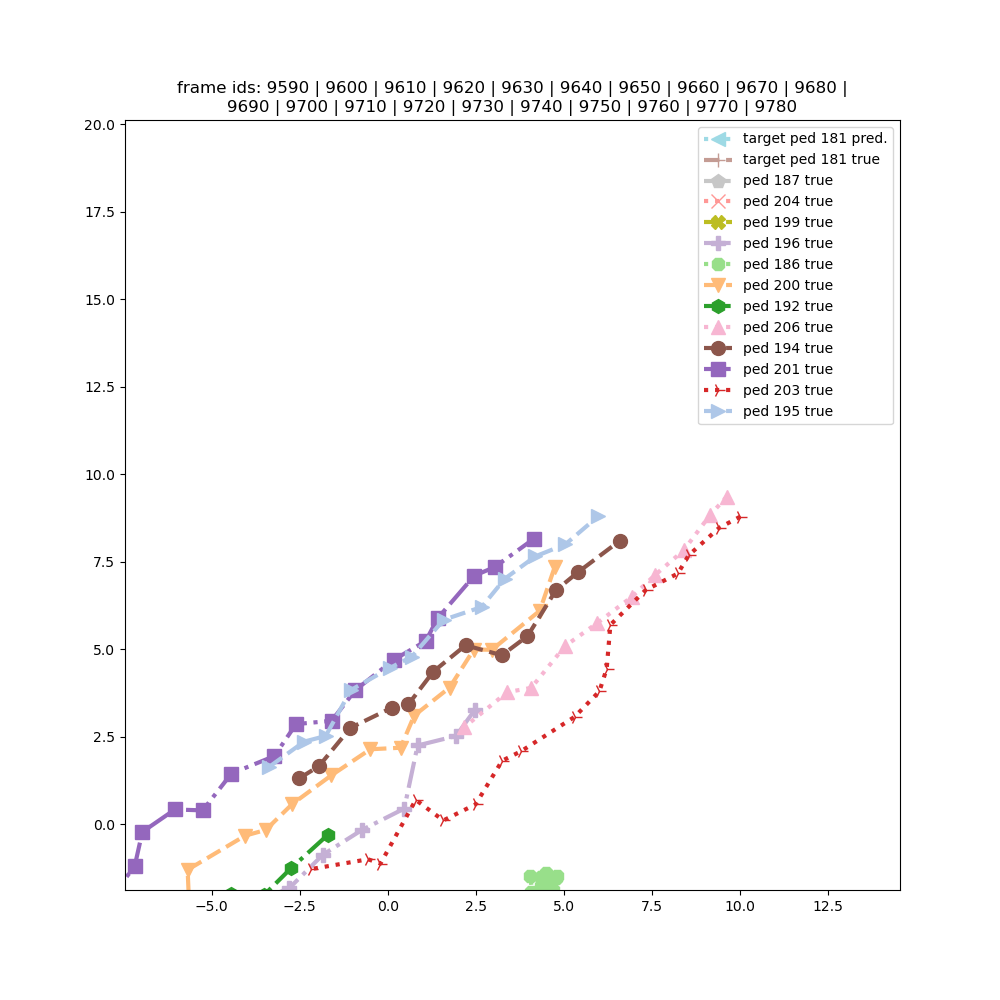 frame ids: 9590 | 9600 | 9610 | 9620 | 9630 | 9640 | 9650 | 9660 | 9670 | 9680 |
9690 | 9700 | 9710 | 9720 | 9730 | 9740 | 9750 | 9760 | 9770 | 9780
20.0
17.5
15.0
12.5
10.0
7.5
5.0
2.5
0.0
target ped 181 pred.
target ped 181 true
ped 187 true
ped 204 true
ped 199 true
ped 196 true
ped 186 true
ped 200 true
ped 192 true
ped 206 true
ped 194 true
ped 201 true
ped 203 true
ped 195 true
−5.0 −2.5 0.0 2.5 5.0 7.5 10.0 12.5